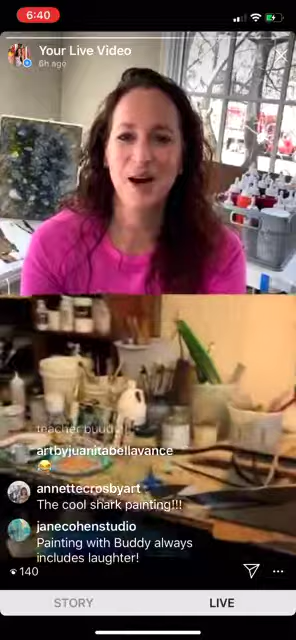 6:40
Your Live Video
6h ago
teacher buddy
artbyjuanitabellavance
😂
annettecrosbyart
The cool shark painting!!!
janecohenstudio
Painting with Buddy always
includes laughter!
140
STORY
LIVE